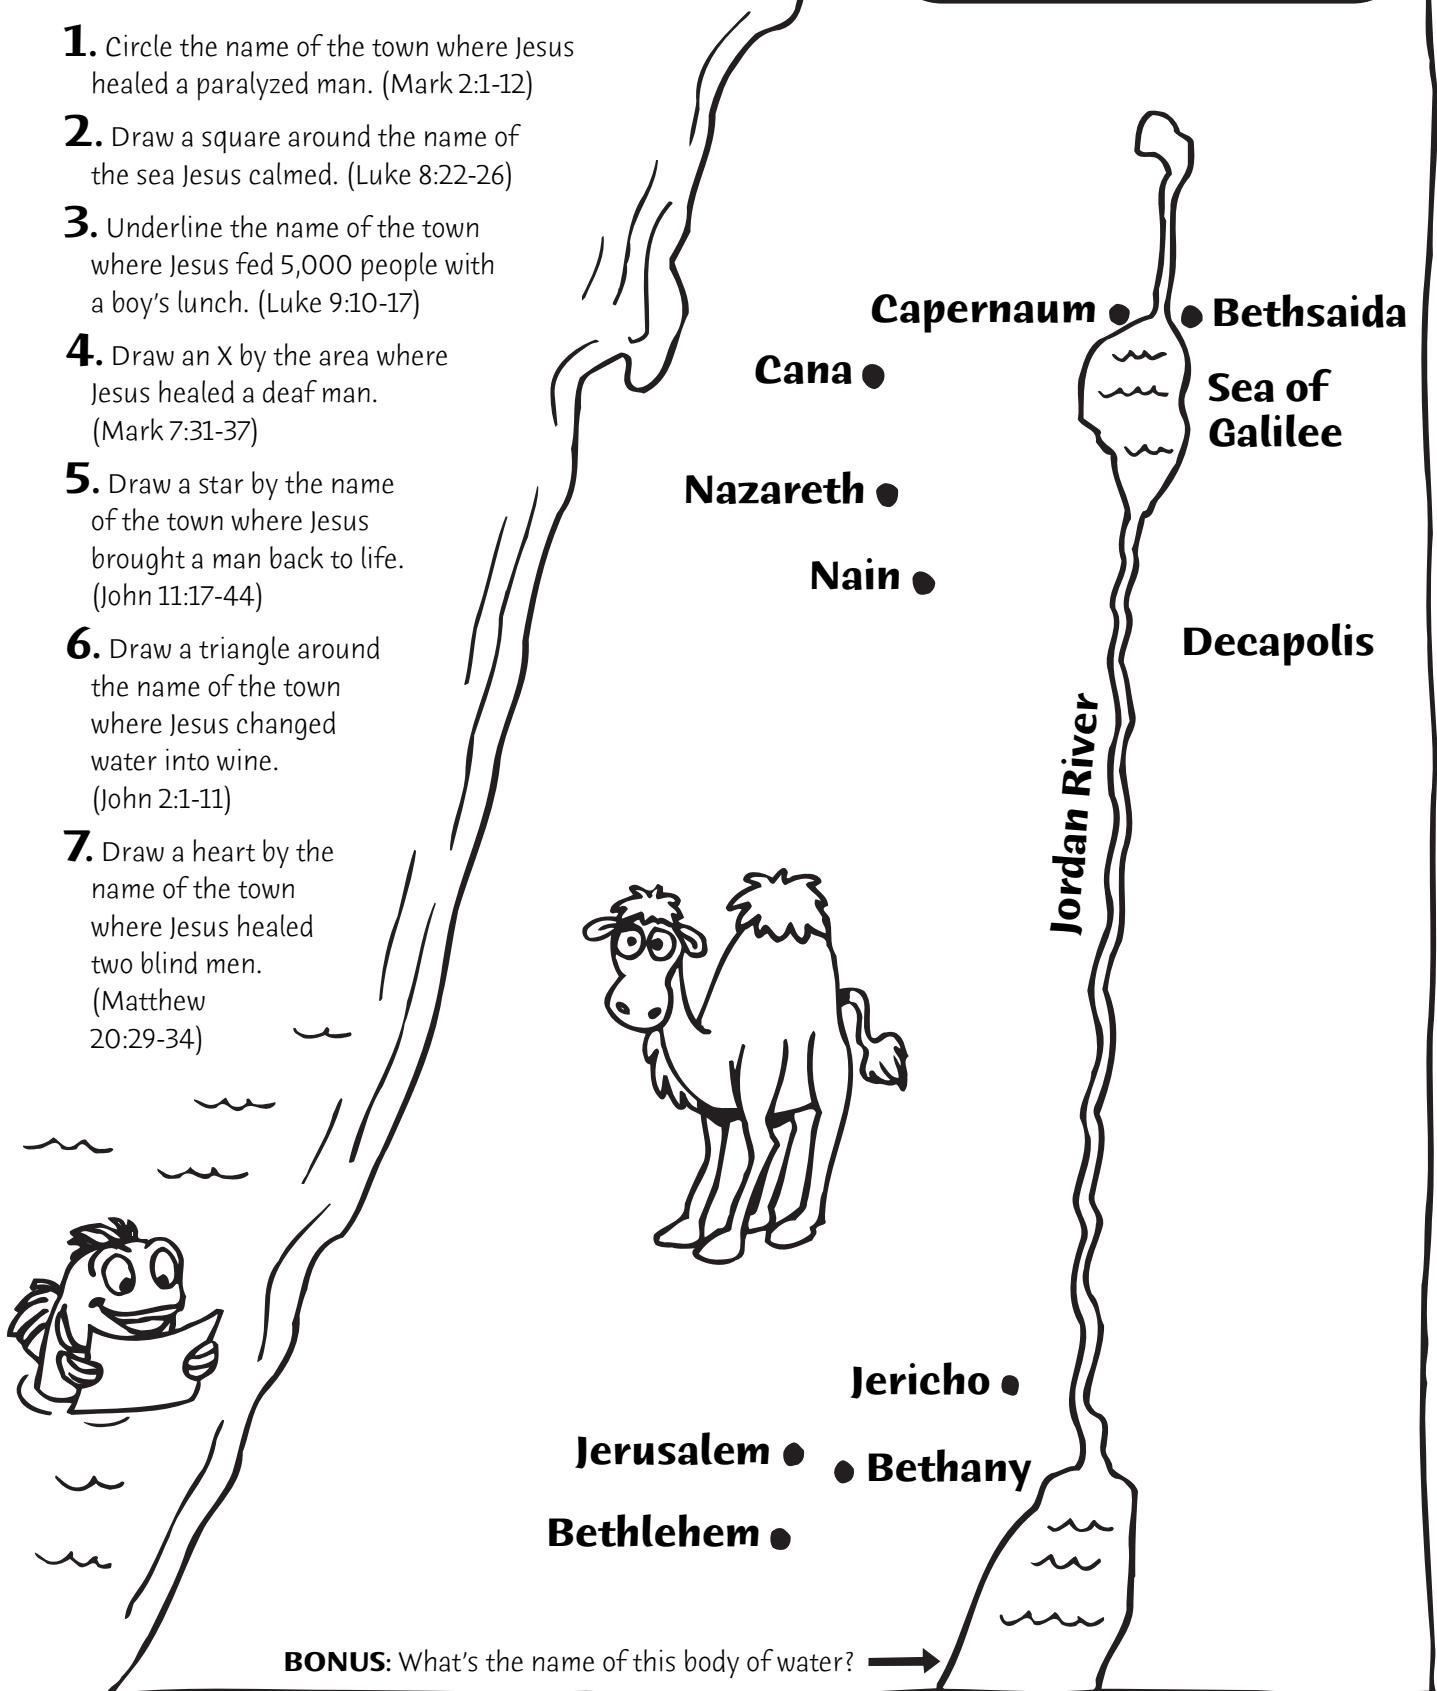 1. Circle the name of the town where Jesus
healed a paralyzed man. (Mark 2:1-12)
2. Draw a square around the name of
the sea Jesus calmed. (Luke 8:22-26)
3. Underline the name of the town
where Jesus fed 5,000 people with
a boy's lunch. (Luke 9:10-17)
4. Draw an X by the area where
Jesus healed a deaf man.
(Mark 7:31-37)
5. Draw a star by the name
of the town where Jesus
brought a man back to life.
(John 11:17-44)
6. Draw a triangle around
the name of the town
where Jesus changed
water into wine.
(John 2:1-11)
7. Draw a heart by the
name of the town
where Jesus healed
two blind men.
(Matthew
20:29-34)
Capernaum
Bethsaida
Cana
Sea of
Galilee
Nazareth
Nain
Decapolis
Jordan River
Jericho
Jerusalem
Bethany
Bethlehem
BONUS: What's the name of this body of water?